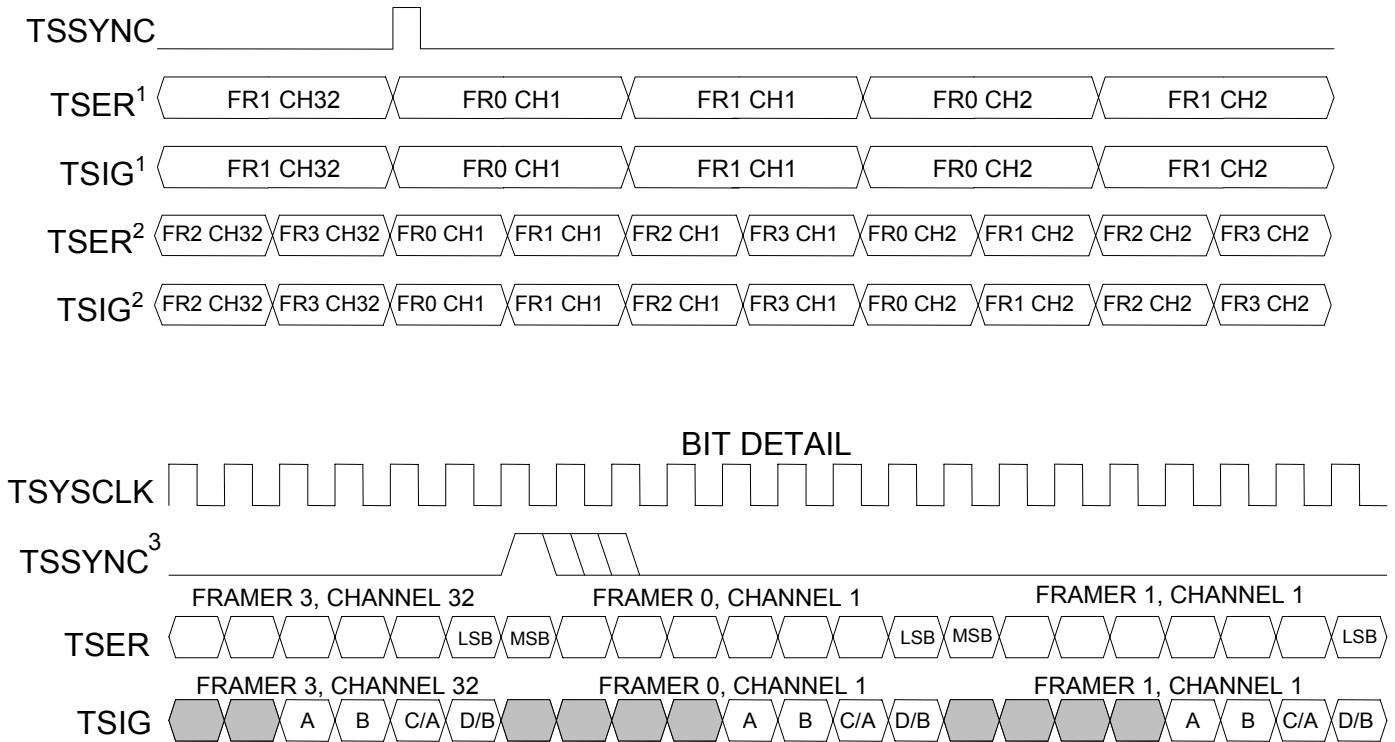 TSSYNC
TSER¹ FR1 CH32 FR0 CH1 FR1 CH1 FR0 CH2 FR1 CH2
TSIG¹ FR1 CH32 FR0 CH1 FR1 CH1 FR0 CH2 FR1 CH2
TSER² FR2 CH32 FR3 CH32 FR0 CH1 FR1 CH1 FR2 CH1 FR3 CH1 FR0 CH2 FR1 CH2 FR2 CH2 FR3 CH2
TSIG² FR2 CH32 FR3 CH32 FR0 CH1 FR1 CH1 FR2 CH1 FR3 CH1 FR0 CH2 FR1 CH2 FR2 CH2 FR3 CH2
BIT DETAIL
TSYSCLK
TSSYNC³
FRAMER 3, CHANNEL 32 FRAMER 0, CHANNEL 1 FRAMER 1, CHANNEL 1
TSER LSB MSB LSB MSB LSB
FRAMER 3, CHANNEL 32 FRAMER 0, CHANNEL 1 FRAMER 1, CHANNEL 1
TSIG A B C/A D/B A B C/A D/B A B C/A D/B